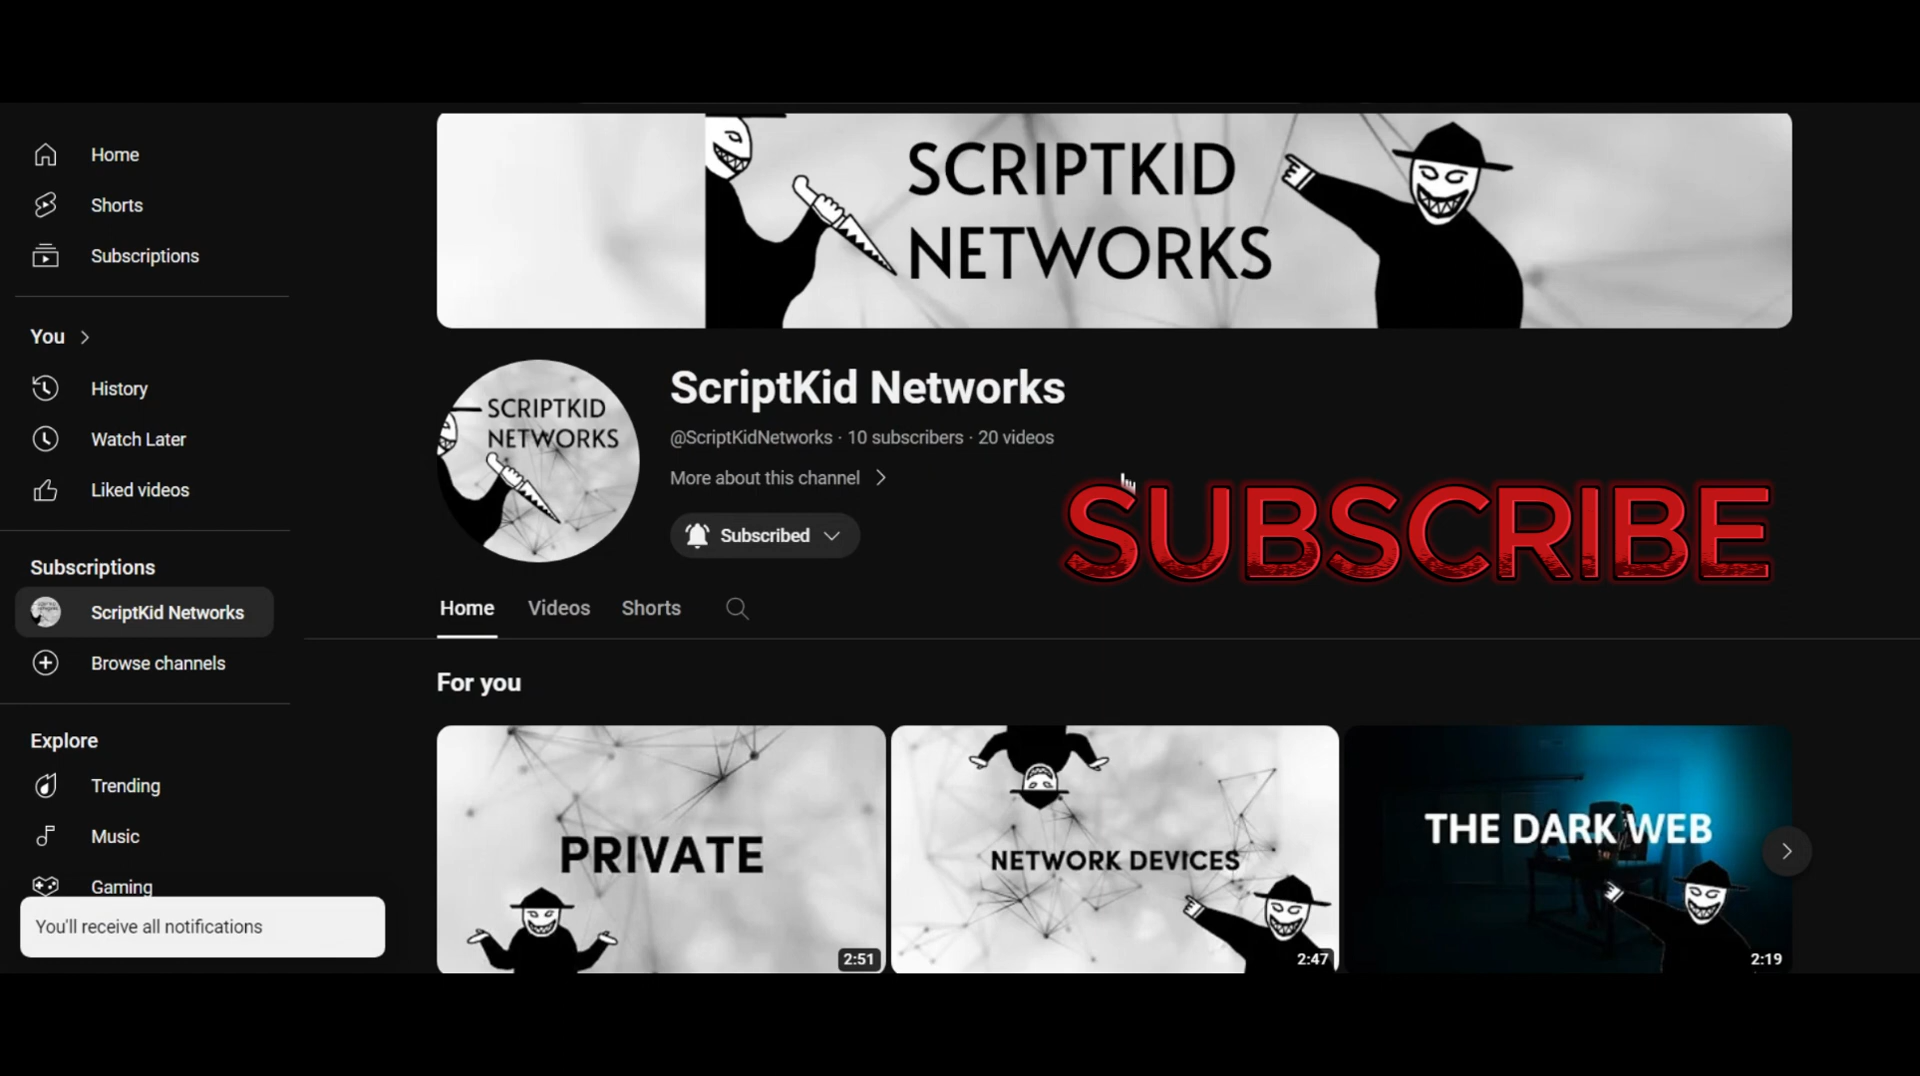 Home
Shorts
Subscriptions
You
History
Watch Later
Liked videos
Subscriptions
ScriptKid Networks
Browse channels
Explore
Trending
Music
Gaming
You'll receive all notifications
SCRIPTKID
NETWORKS
SCRIPTKID
NETWORKS
ScriptKid Networks
@ScriptKidNetworks · 10 subscribers · 20 videos
More about this channel
Subscribed
SUBSCRIBE
Home Videos Shorts
For you
PRIVATE
2:51
NETWORK DEVICES
2:47
THE DARK WEB
2:19